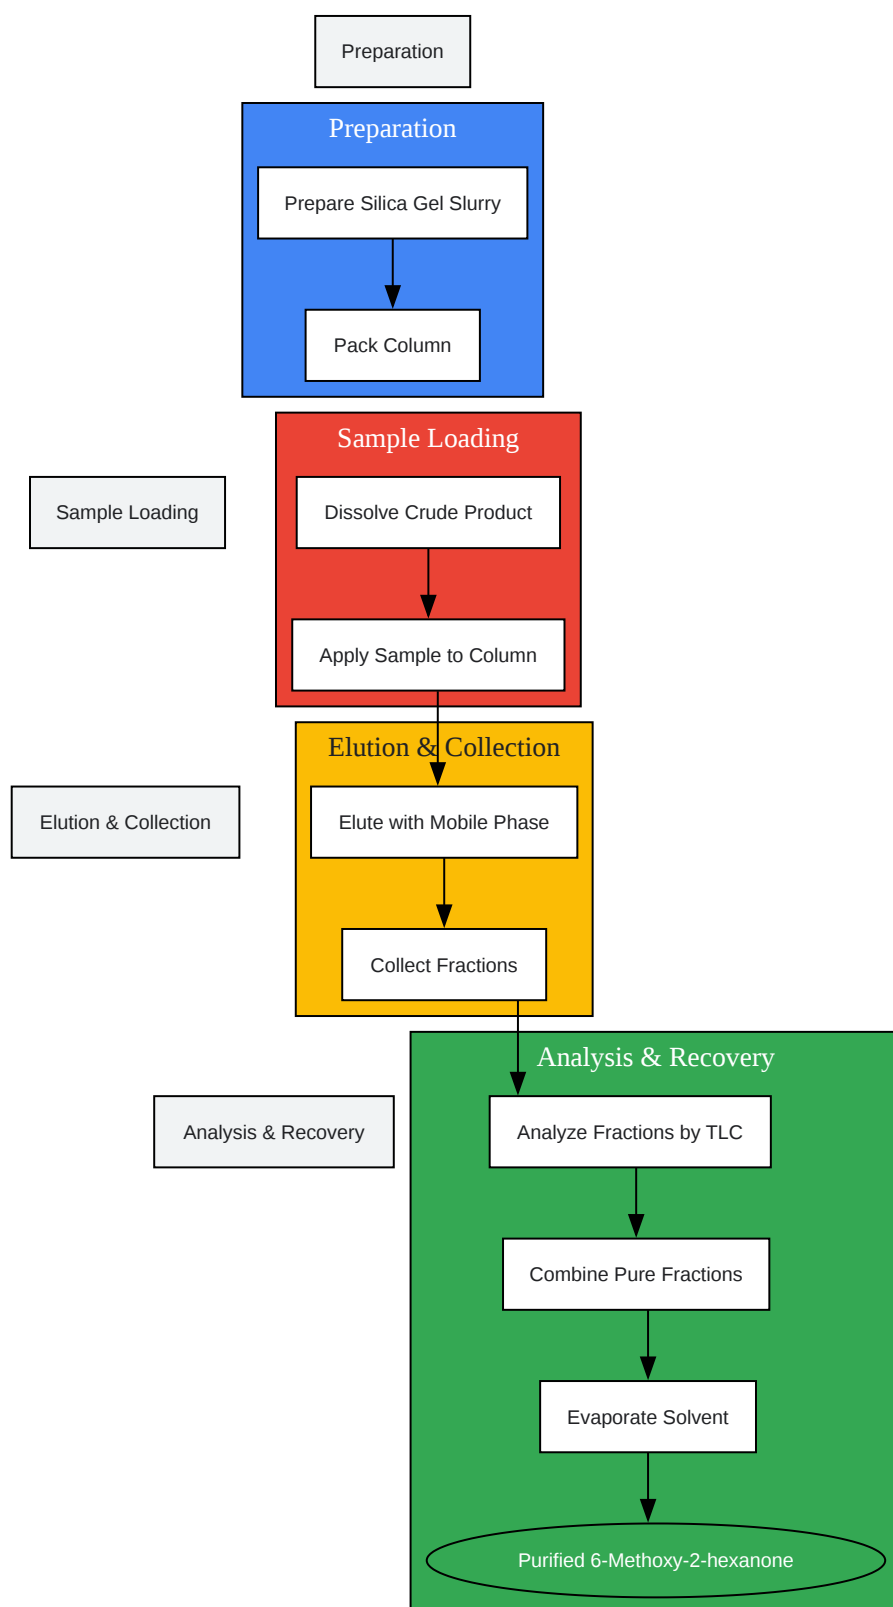 Preparation
Preparation
Prepare Silica Gel Slurry
Pack Column
Sample Loading
Sample Loading
Dissolve Crude Product
Apply Sample to Column
Elution & Collection
Elution & Collection
Elute with Mobile Phase
Collect Fractions
Analysis & Recovery
Analysis & Recovery
Analyze Fractions by TLC
Combine Pure Fractions
Evaporate Solvent
Purified 6-Methoxy-2-hexanone